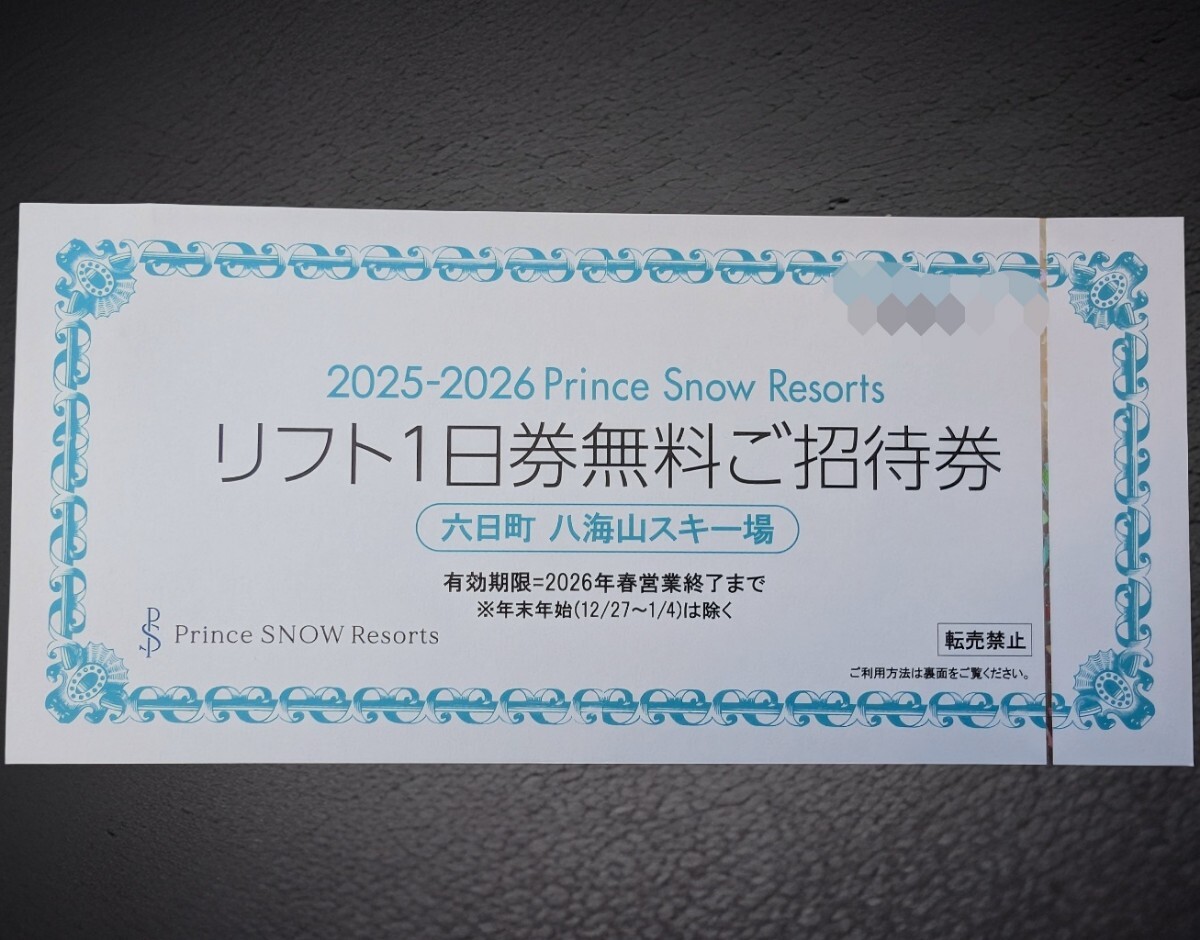 2025-2026 Prince Snow Resorts
リフト1日券無料ご招待券
六日町 八海山スキー場
有効期限=2026年春営業終了まで
※年末年始(12/27〜1/4)は除く
PS Prince SNOW Resorts
転売禁止
ご利用方法は裏面をご覧ください。